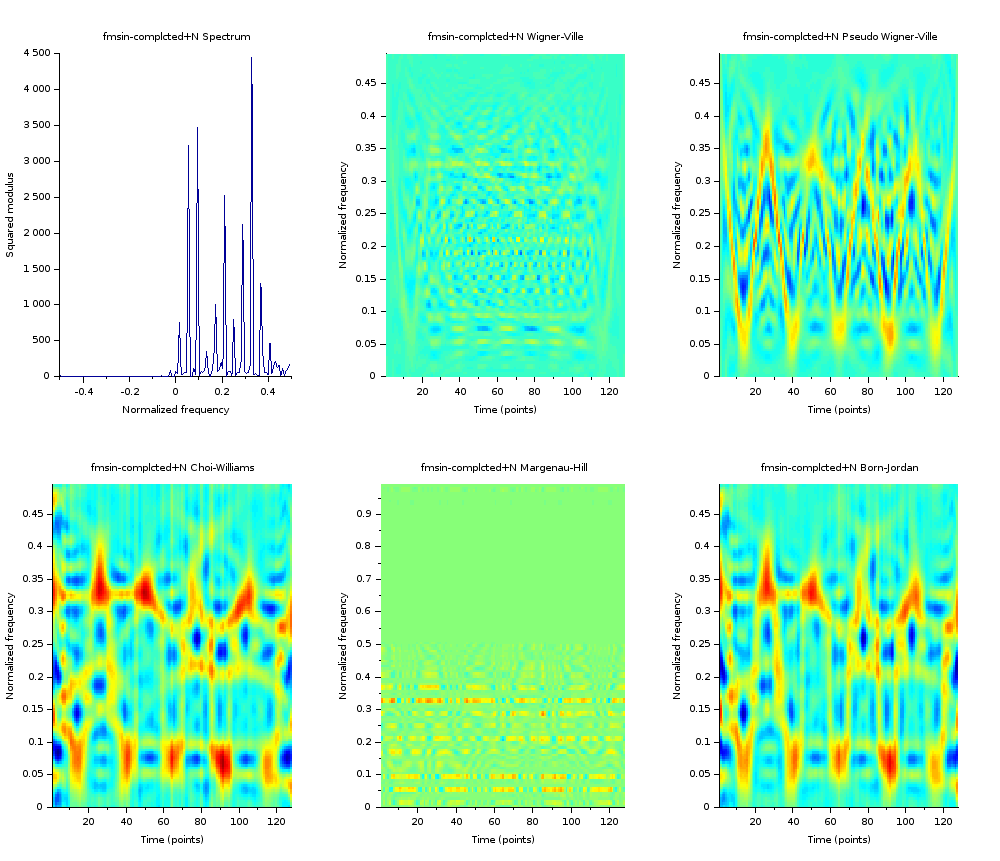 fmsin-complcted+N Spectrum
4 500
4 000
3 500
3 000
2 500
2 000
1 500
1 000
500
0
Squared modulus
-0.4 -0.2 0 0.2 0.4
Normalized frequency
fmsin-complcted+N Wigner-Ville
0.45
0.4
0.35
0.3
0.25
0.2
0.15
0.1
0.05
0
Normalized frequency
20 40 60 80 100 120
Time (points)
fmsin-complcted+N Pseudo Wigner-Ville
0.45
0.4
0.35
0.3
0.25
0.2
0.15
0.1
0.05
0
Normalized frequency
20 40 60 80 100 120
Time (points)
fmsin-complcted+N Choi-Williams
0.45
0.4
0.35
0.3
0.25
0.2
0.15
0.1
0.05
0
Normalized frequency
20 40 60 80 100 120
Time (points)
fmsin-complcted+N Margenau-Hill
0.9
0.8
0.7
0.6
0.5
0.4
0.3
0.2
0.1
0
Normalized frequency
20 40 60 80 100 120
Time (points)
fmsin-complcted+N Born-Jordan
0.45
0.4
0.35
0.3
0.25
0.2
0.15
0.1
0.05
0
Normalized frequency
20 40 60 80 100 120
Time (points)